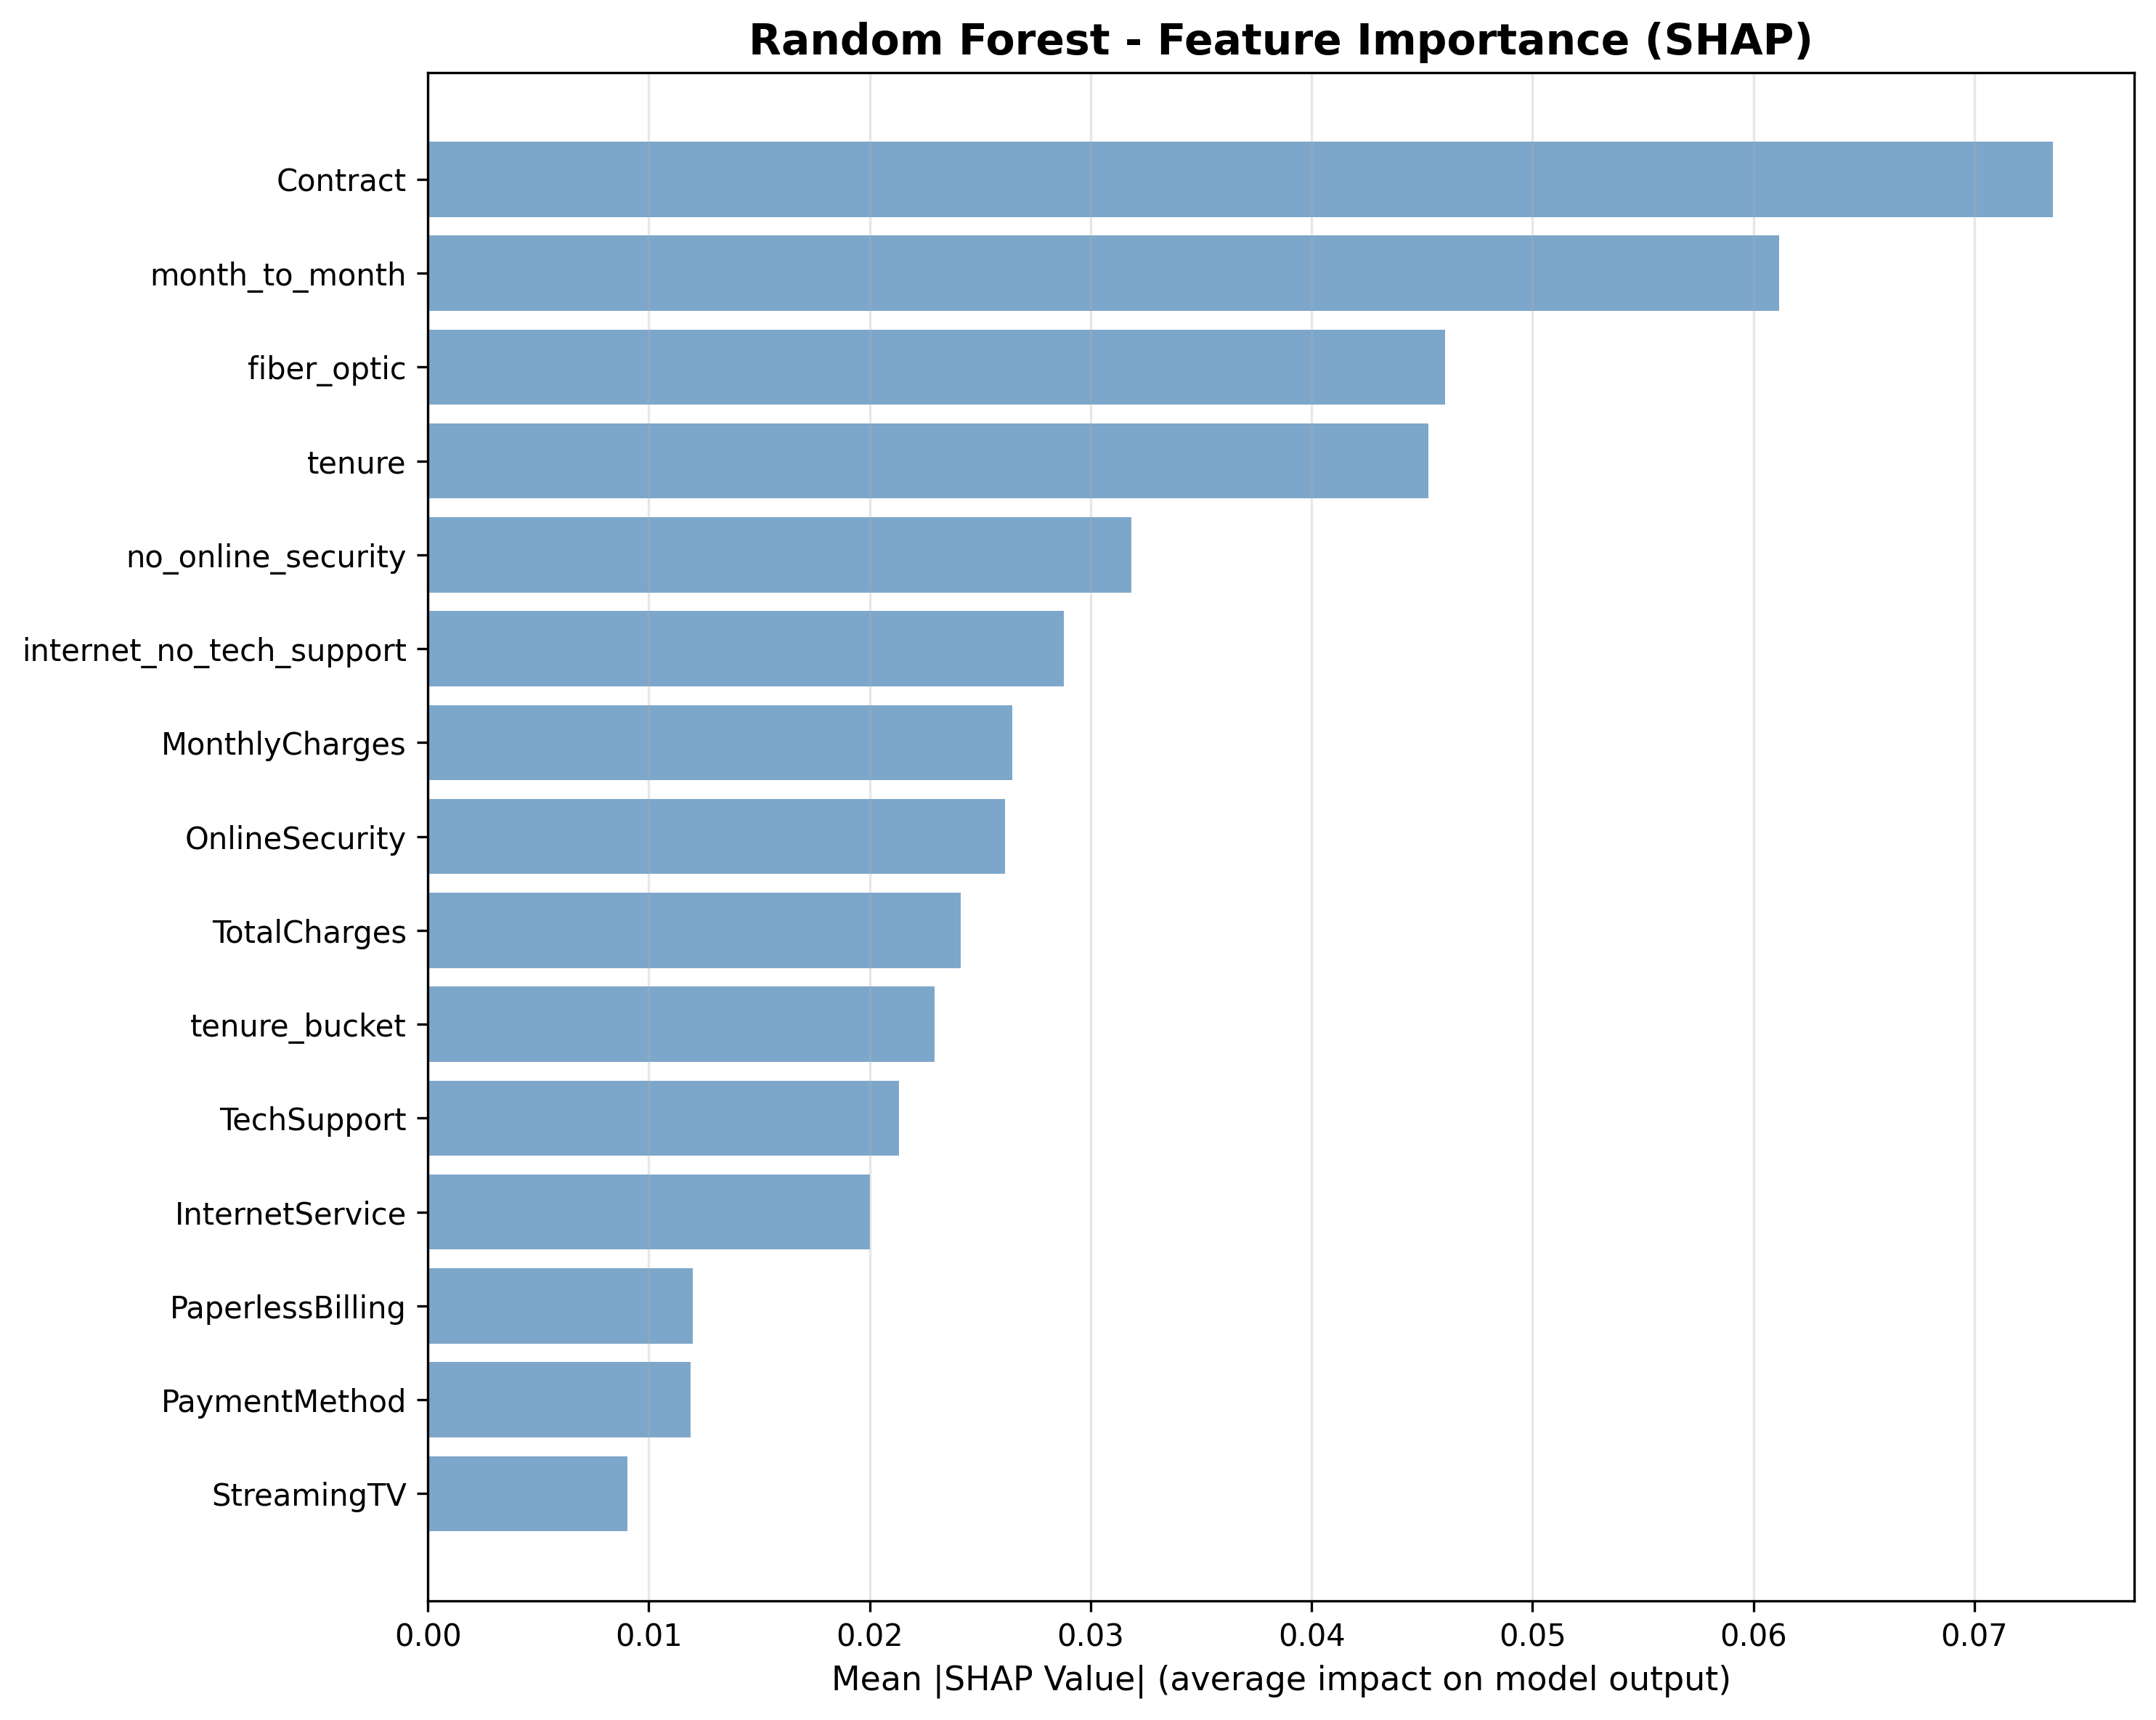 Random Forest - Feature Importance (SHAP)
Contract
month_to_month
fiber_optic
tenure
no_online_security
internet_no_tech_support
MonthlyCharges
OnlineSecurity
TotalCharges
tenure_bucket
TechSupport
InternetService
PaperlessBilling
PaymentMethod
StreamingTV
0.00 0.01 0.02 0.03 0.04 0.05 0.06 0.07
Mean |SHAP Value| (average impact on model output)